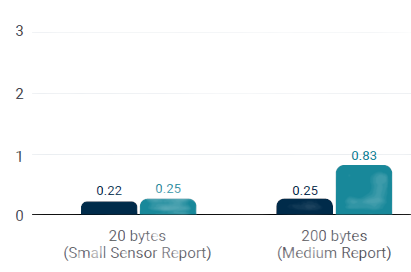 3
2
1
0
0.22
0.25
0.25
0.83
20 bytes
(Small Sensor Report)
200 bytes
(Medium Report)